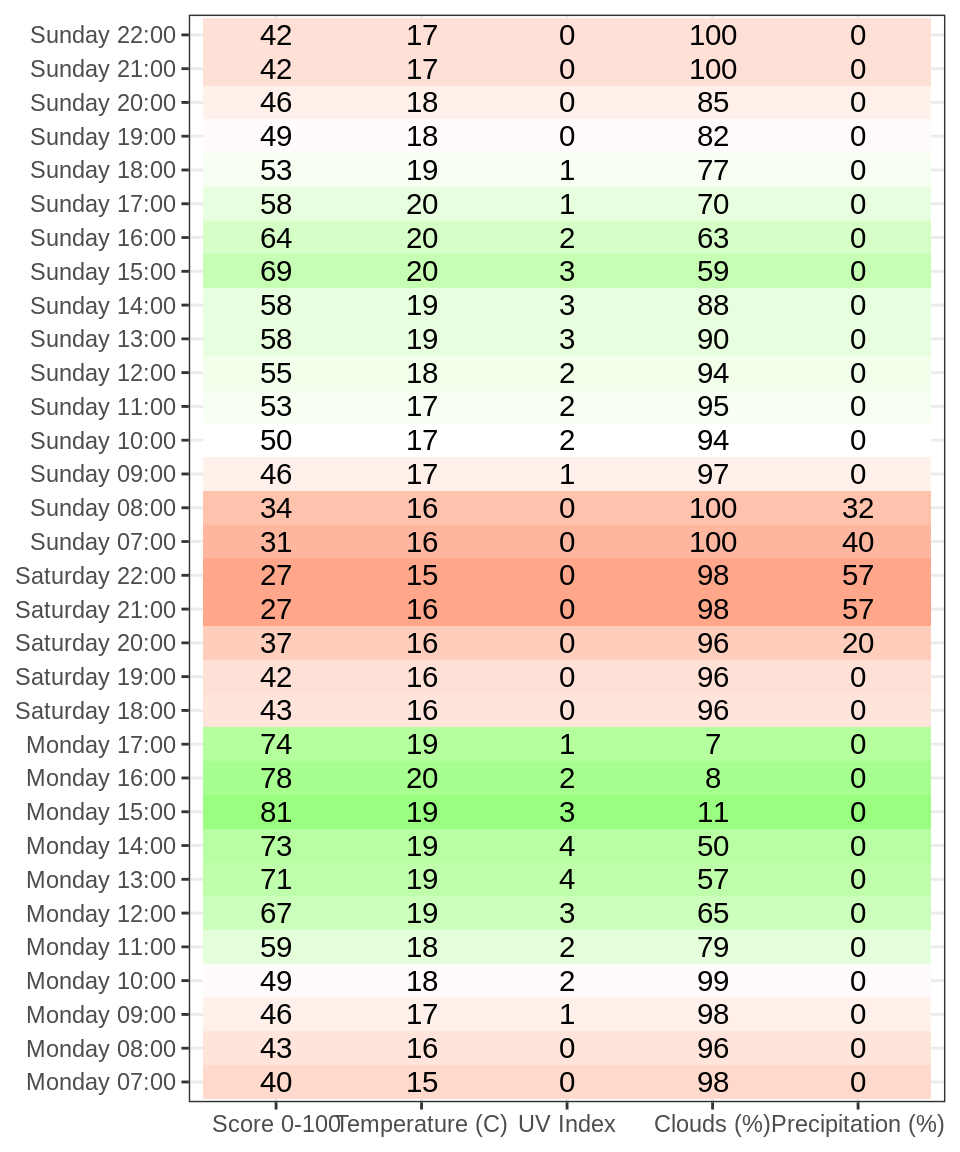 Sunday 22:00 42 17 0 100 0
Sunday 21:00 42 17 0 100 0
Sunday 20:00 46 18 0 85 0
Sunday 19:00 49 18 0 82 0
Sunday 18:00 53 19 1 77 0
Sunday 17:00 58 20 1 70 0
Sunday 16:00 64 20 2 63 0
Sunday 15:00 69 20 3 59 0
Sunday 14:00 58 19 3 88 0
Sunday 13:00 58 19 3 90 0
Sunday 12:00 55 18 2 94 0
Sunday 11:00 53 17 2 95 0
Sunday 10:00 50 17 2 94 0
Sunday 09:00 46 17 1 97 0
Sunday 08:00 34 16 0 100 32
Sunday 07:00 31 16 0 100 40
Saturday 22:00 27 15 0 98 57
Saturday 21:00 27 16 0 98 57
Saturday 20:00 37 16 0 96 20
Saturday 19:00 42 16 0 96 0
Saturday 18:00 43 16 0 96 0
Monday 17:00 74 19 1 7 0
Monday 16:00 78 20 2 8 0
Monday 15:00 81 19 3 11 0
Monday 14:00 73 19 4 50 0
Monday 13:00 71 19 4 57 0
Monday 12:00 67 19 3 65 0
Monday 11:00 59 18 2 79 0
Monday 10:00 49 18 2 99 0
Monday 09:00 46 17 1 98 0
Monday 08:00 43 16 0 96 0
Monday 07:00 40 15 0 98 0
Score 0-100 Temperature (C) UV Index Clouds (%) Precipitation (%)